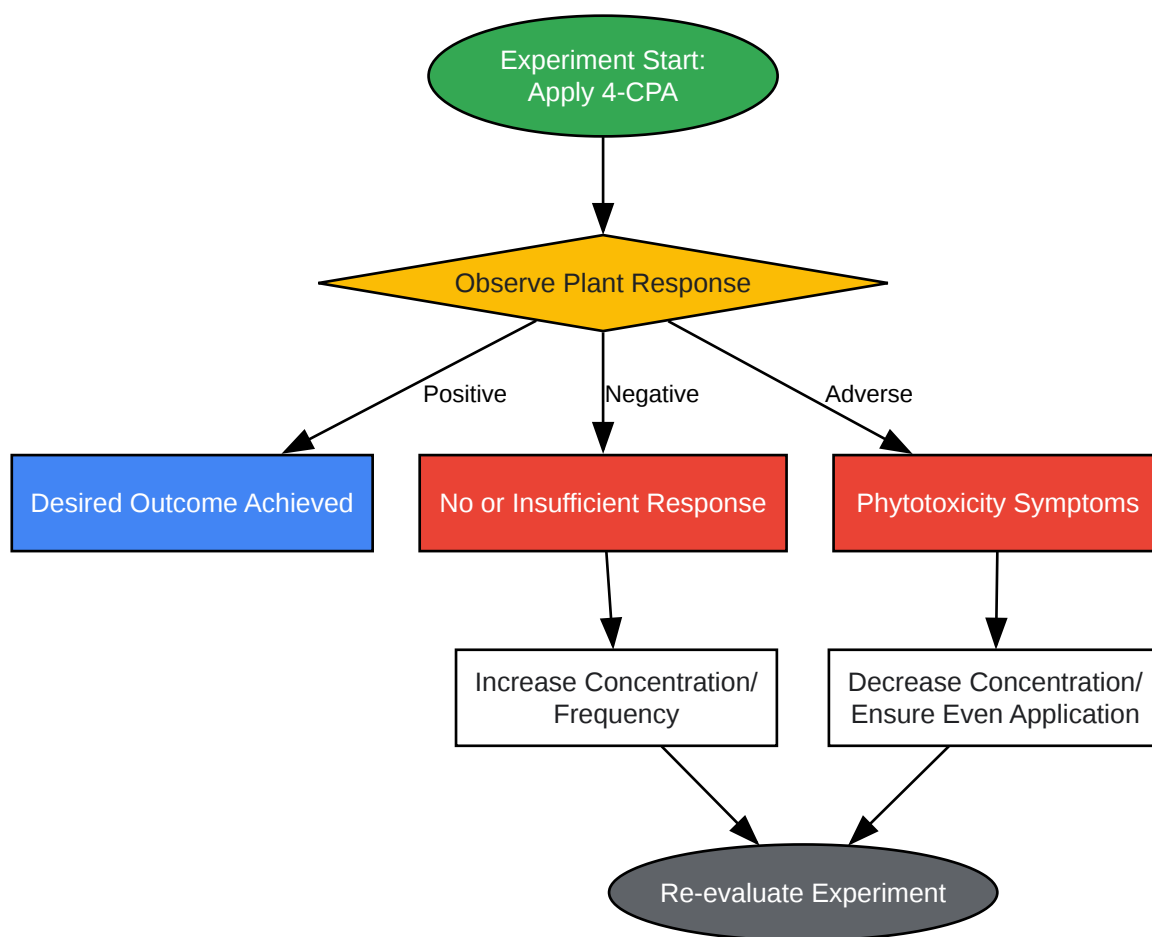 Experiment Start:
Apply 4-CPA
Observe Plant Response
Positive
Negative
Adverse
Desired Outcome Achieved
No or Insufficient Response
Phytotoxicity Symptoms
Increase Concentration/
Frequency
Decrease Concentration/
Ensure Even Application
Re-evaluate Experiment